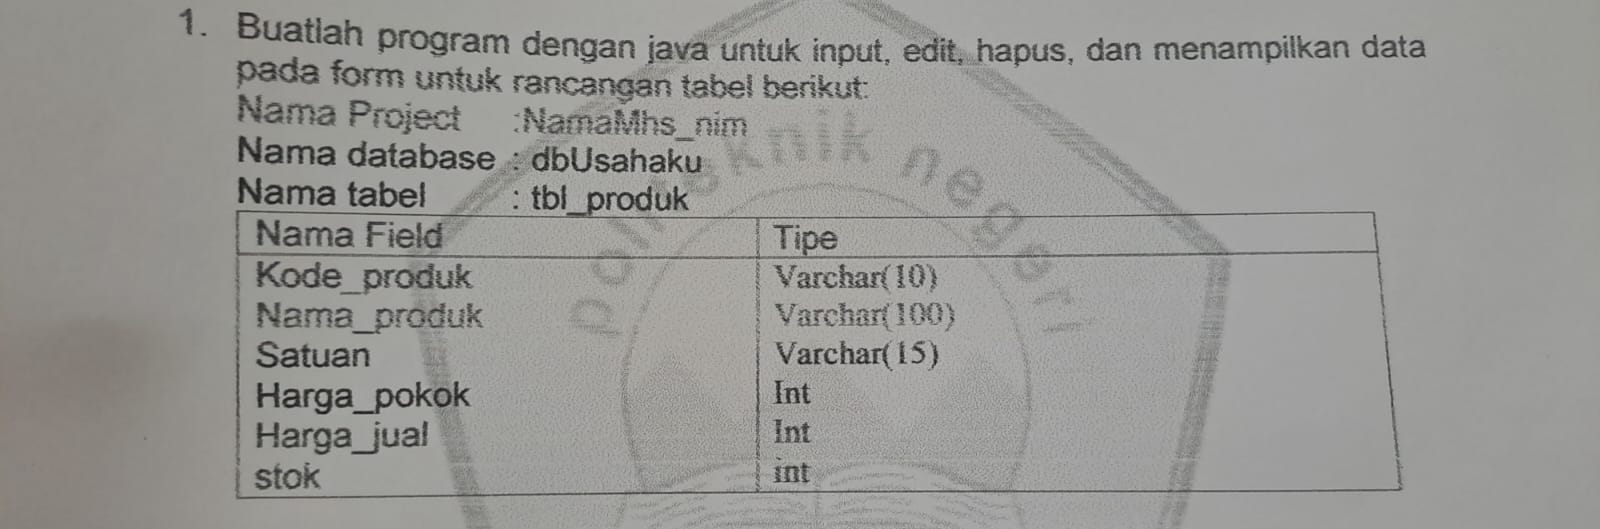 1. Buatlah program dengan java untuk input, edit, hapus, dan menampilkan data
pada form untuk rancangan tabel berikut:
Nama Project :NamaMhs_nim
Nama database : dbUsahaku
Nama tabel : tbl_produk
Nama Field Tipe
Kode_produk Varchar(10)
Nama_produk Varchar(100)
Satuan Varchar(15)
Harga_pokok Int
Harga_jual Int
stok int
politeknik negeri